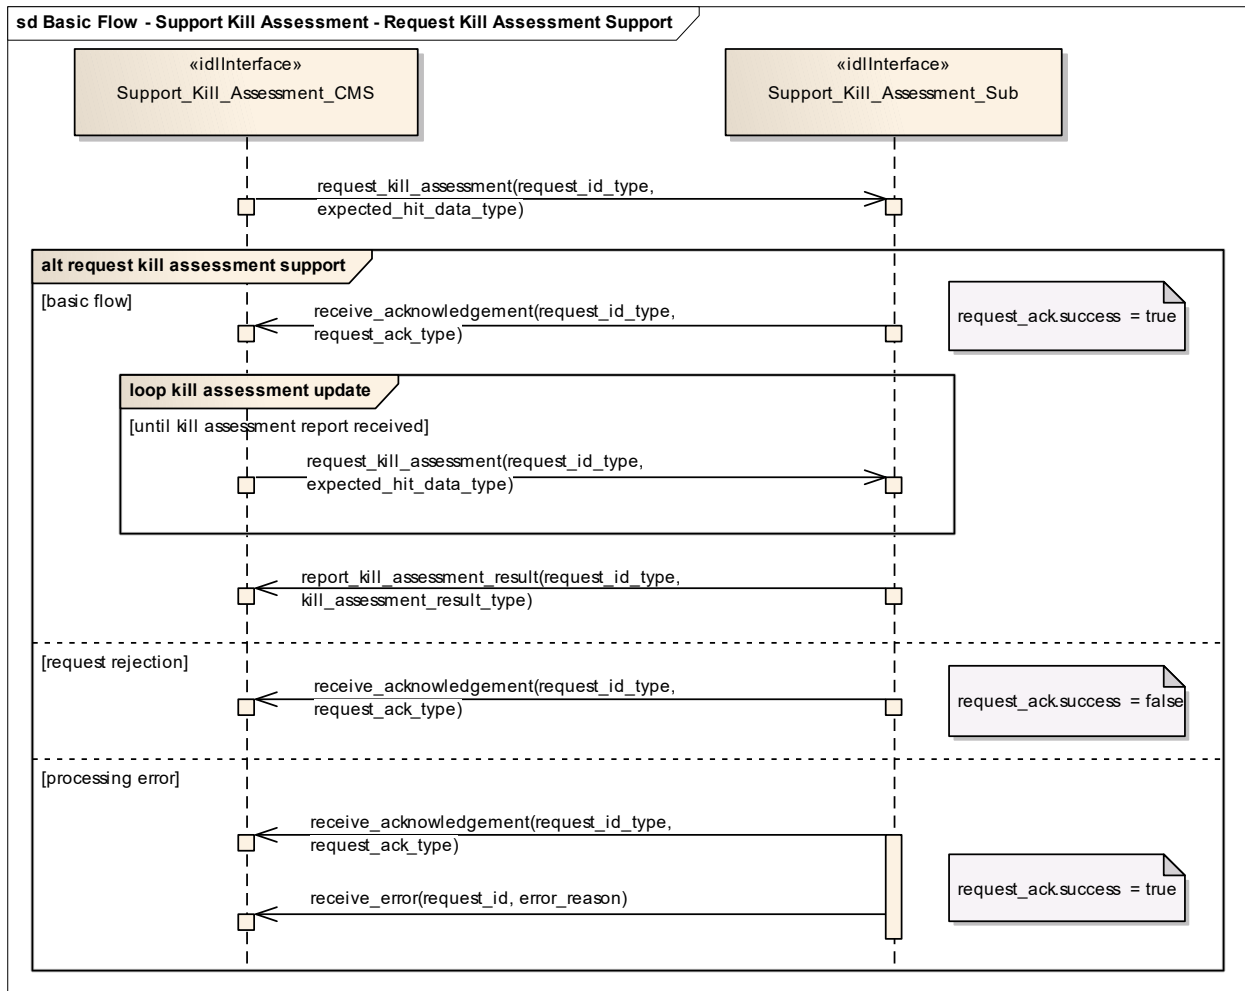 sd Basic Flow - Support Kill Assessment - Request Kill Assessment Support
«idlInterface»
Support_Kill_Assessment_CMS
«idlInterface»
Support_Kill_Assessment_Sub
request_kill_assessment(request_id_type,
expected_hit_data_type)
alt request kill assessment support
[basic flow]
receive_acknowledgement(request_id_type,
request_ack_type)
request_ack.success = true
loop kill assessment update
[until kill assessment report received]
request_kill_assessment(request_id_type,
expected_hit_data_type)
report_kill_assessment_result(request_id_type,
kill_assessment_result_type)
[request rejection]
receive_acknowledgement(request_id_type,
request_ack_type)
request_ack.success = false
[processing error]
receive_acknowledgement(request_id_type,
request_ack_type)
receive_error(request_id, error_reason)
request_ack.success = true